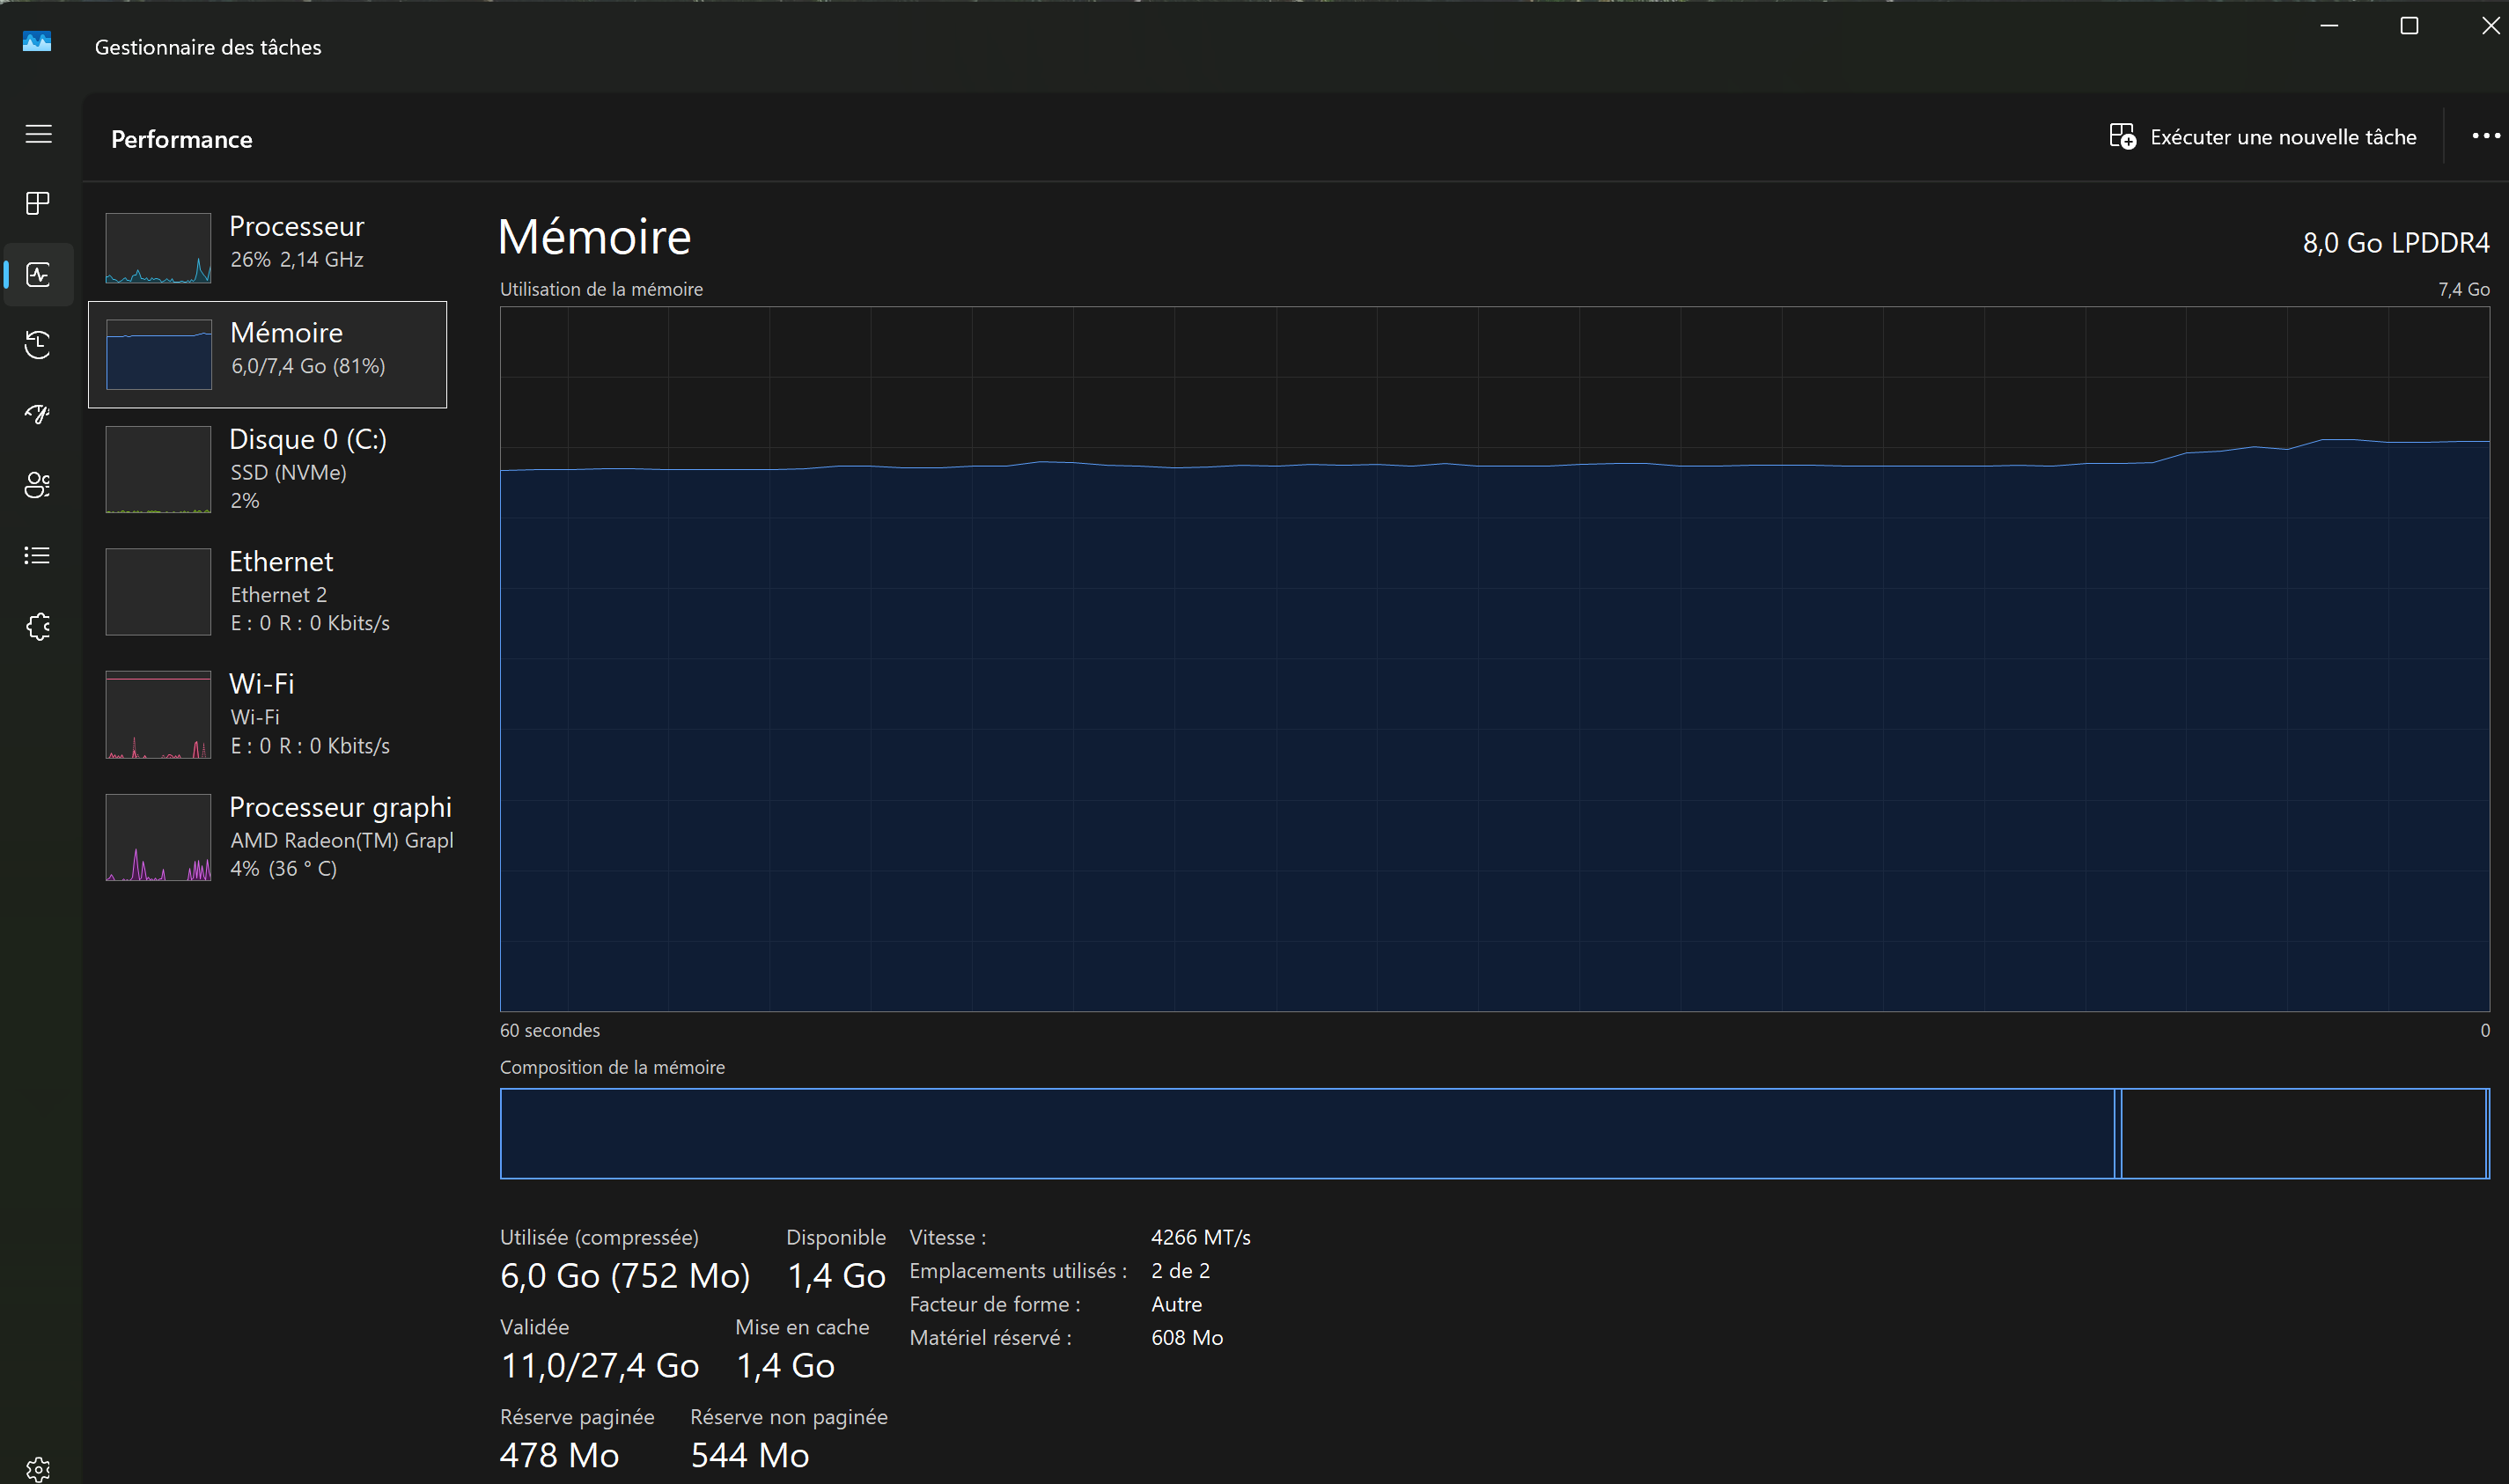 Gestionnaire des tâches
Performance
Exécuter une nouvelle tâche
Processeur
26% 2,14 GHz
Mémoire
6,0/7,4 Go (81%)
Disque 0 (C:)
SSD (NVMe)
2%
Ethernet
Ethernet 2
E : 0 R : 0 Kbits/s
Wi-Fi
Wi-Fi
E : 0 R : 0 Kbits/s
Processeur graphi
AMD Radeon(TM) Grapl
4% (36 ° C)
Mémoire
8,0 Go LPDDR4
Utilisation de la mémoire
7,4 Go
60 secondes
0
Composition de la mémoire
Utilisée (compressée)
Disponible
6,0 Go (752 Mo)
1,4 Go
Validée
Mise en cache
11,0/27,4 Go
1,4 Go
Réserve paginée
Réserve non paginée
478 Mo
544 Mo
Vitesse :
4266 MT/s
Emplacements utilisés :
2 de 2
Facteur de forme :
Autre
Matériel réservé :
608 Mo